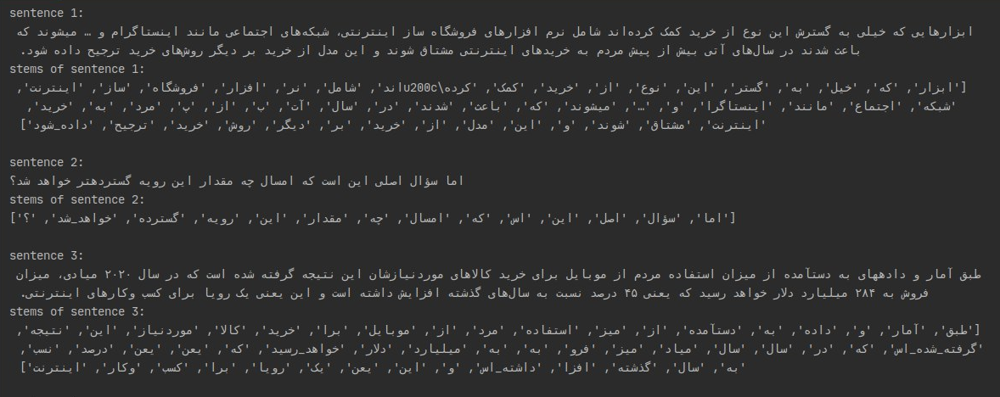 sentence 1:
ابزارهایی که خیلی به گسترش این نوع از خرید کمک کرده‌اند شامل نرم افزارهای فروشگاه ساز اینترنتی، شبکه‌های اجتماعی مانند اینستاگرام و … میشوند که
باعث شدند در سال‌های آتی بیش از پیش مردم به خریدهای اینترنتی مشتاق شوند و این مدل از خرید بر دیگر روش‌های خرید ترجیح داده شود.
stems of sentence 1:
['ابزار', 'که', 'خیل', 'به', 'گستر', 'این', 'نوع', 'از', 'خرید', 'کمک', 'کرده\u200cاند', 'شامل', 'نر', 'افزار', 'فروشگاه', 'ساز', 'اینترنت',
'شبکه', 'اجتماع', 'مانند', 'اینستاگرا', 'و', '…', 'میشوند', 'که', 'باعث', 'شدند', 'در', 'سال', 'آت', 'ب', 'از', 'پ', 'مرد', 'به', 'خرید',
'اینترنت', 'مشتاق', 'شوند', 'و', 'این', 'مدل', 'از', 'خرید', 'بر', 'دیگر', 'روش', 'خرید', 'ترجیح', 'داده_شود']
sentence 2:
اما سؤال اصلی این است که امسال چه مقدار این رویه گستردهتر خواهد شد؟
stems of sentence 2:
['اما', 'سؤال', 'اصل', 'این', 'اس', 'که', 'امسال', 'چه', 'مقدار', 'این', 'رویه', 'گسترده', 'خواهد_شد', '؟']
sentence 3:
طبق آمار و دادههای به دستآمده از میزان استفاده مردم از موبایل برای خرید کالاهای موردنیازشان این نتیجه گرفته شده است که در سال ۲۰۲۰ میادی، میزان
فروش به ۲۸۴ میلیارد دلار خواهد رسید که یعنی ۴۵ درصد نسبت به سال‌های گذشته افزایش داشته است و این یعنی یک رویا برای کسب وکارهای اینترنتی.
stems of sentence 3:
['طبق', 'آمار', 'و', 'داده', 'به', 'دستآمده', 'از', 'میز', 'استفاده', 'مرد', 'از', 'موبایل', 'برا', 'خرید', 'کالا', 'موردنیاز', 'این', 'نتیجه',
'گرفته_شده_اس', 'که', 'در', 'سال', 'سال', 'میاد', 'میز', 'فرو', 'به', 'به', 'میلیارد', 'دلار', 'خواهد_رسید', 'که', 'یعن', 'یعن', 'درصد', 'نسب',
'به', 'سال', 'گذشته', 'افزا', 'داشته_اس', 'و', 'این', 'یعن', 'یک', 'رویا', 'برا', 'کسب', 'وکار', 'اینترنت']